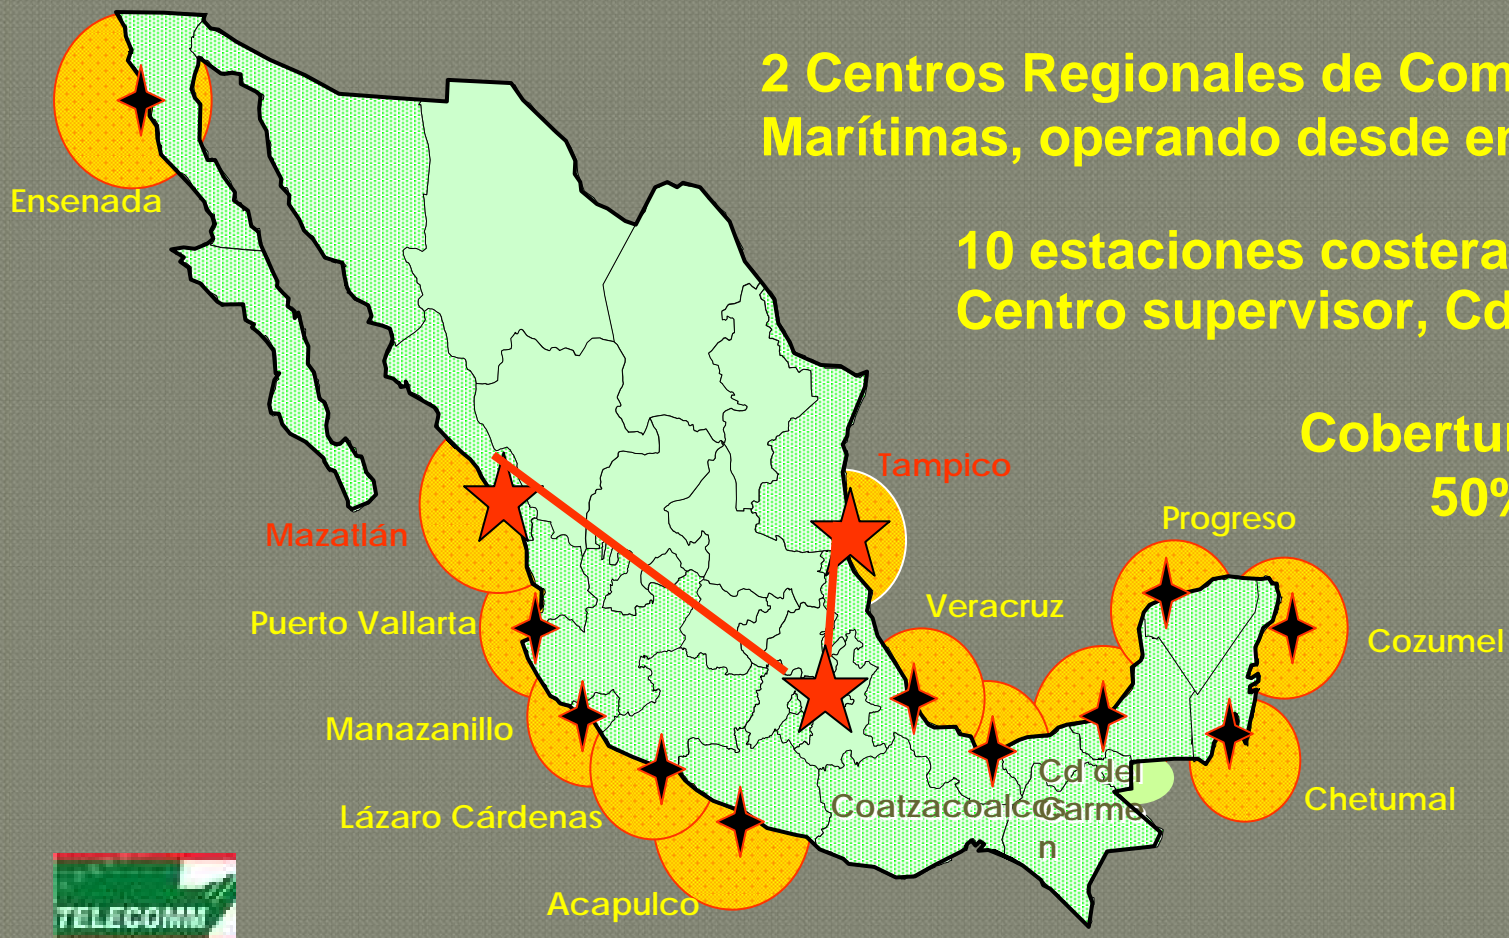 2 Centros Regionales de Com
Marítimas, operando desde en
10 estaciones costera
Centro supervisor, Cd
Cobertur
50%
Ensenada
Tampico
Mazatlán
Progreso
Puerto Vallarta
Veracruz
Cozumel
Manazanillo
Cd del
Carme
n
Coatzacoalcos
Chetumal
Lázaro Cárdenas
Acapulco
TELECOMM